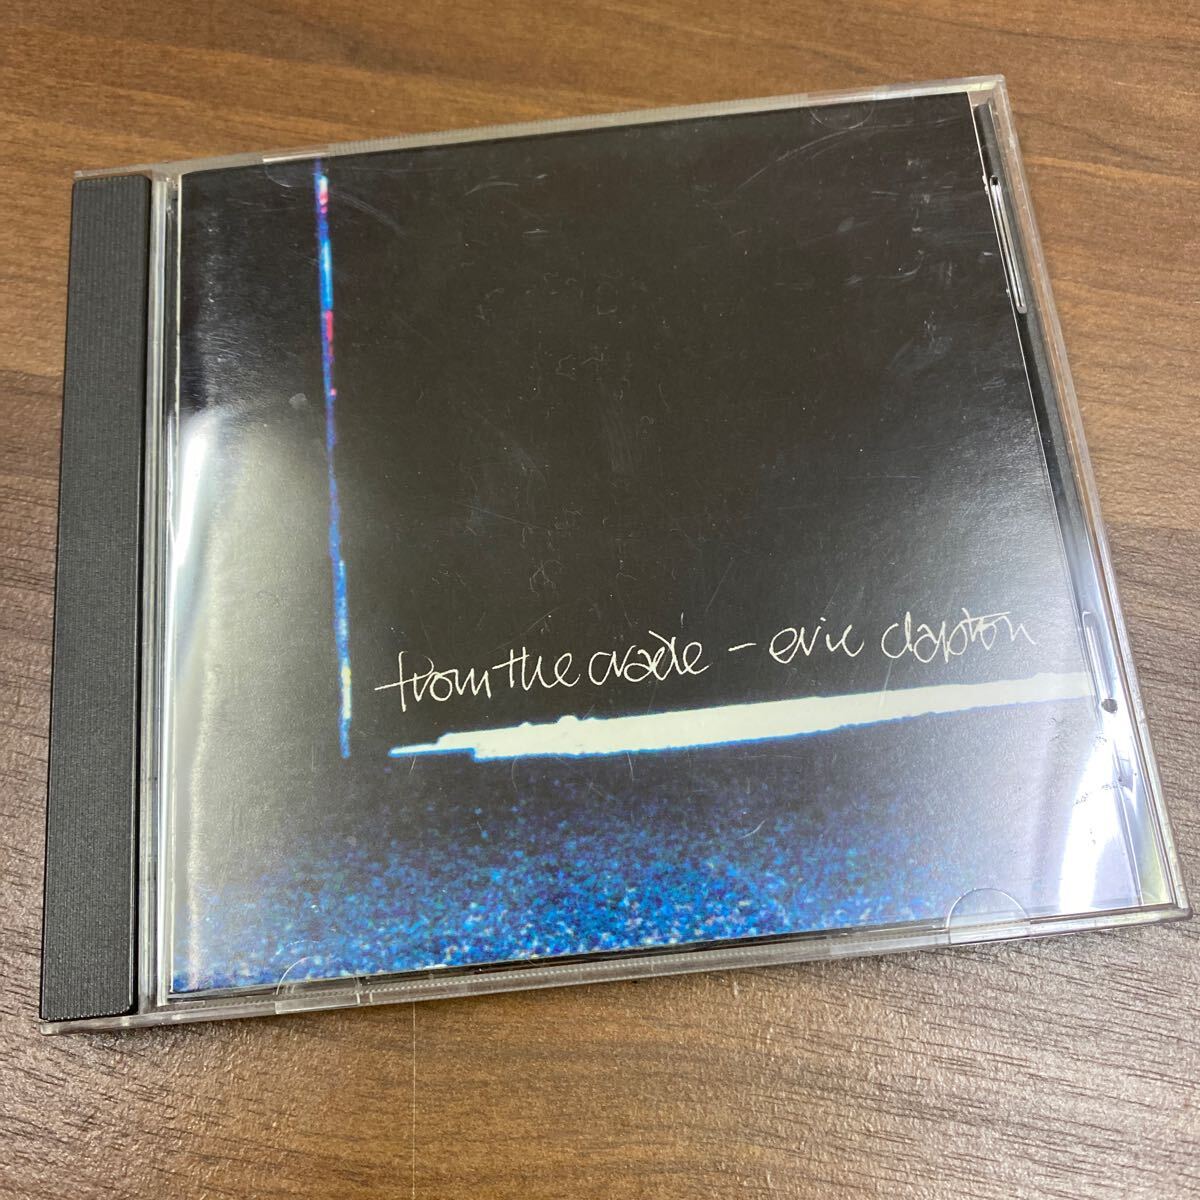 from the cradle – eric clapton